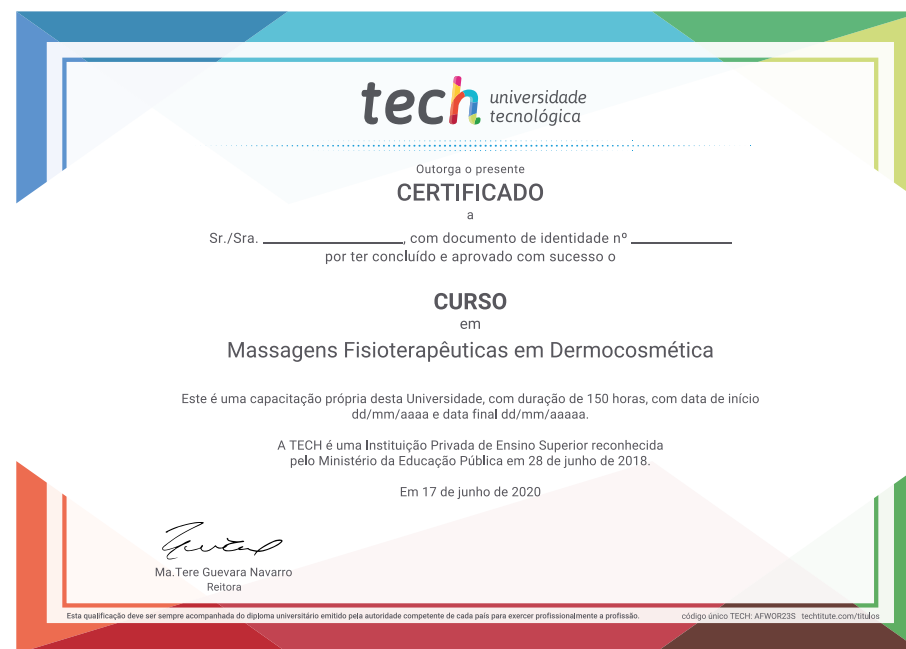 tech universidade
tecnológica
Outorga o presente
CERTIFICADO
a
Sr./Sra. ____________, com documento de identidade nº ____________
por ter concluído e aprovado com sucesso o
CURSO
em
Massagens Fisioterapêuticas em Dermocosmética
Este é uma capacitação própria desta Universidade, com duração de 150 horas, com data de início
dd/mm/aaaa e data final dd/mm/aaaaa.
A TECH é uma Instituição Privada de Ensino Superior reconhecida
pelo Ministério da Educação Pública em 28 de junho de 2018.
Em 17 de junho de 2020
Ma.Tere Guevara Navarro
Reitora
Esta qualificação deve ser sempre acompanhada do diploma universitário emitido pela autoridade competente de cada país para exercer profissionalmente a profissão.
código único TECH: AFWOR23S techtitute.com/titulos